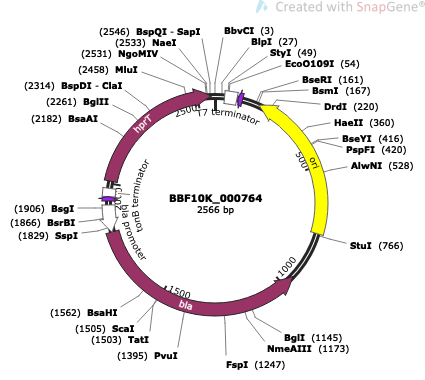 Created with SnapGene®
(2546) BspQI - SapI
(2533) NaeI
(2531) NgoMIV
(2458) MluI
(2314) BspDI - ClaI
(2261) BglII
(2182) BsaAI
BbvCI (3)
BlpI (27)
StyI (49)
EcoO109I (54)
BseRI (161)
BsmI (167)
DrdI (220)
HaeII (360)
BseYI (416)
PspFI (420)
AlwNI (528)
StuI (766)
2500
T7 terminator
hprT
ori
500
rrnB terminator
bla promoter
BBF10K_000764
2566 bp
(1906) BsgI
(1866) BsrBI
(1829) SspI
1000
1500
bla
(1562) BsaHI
(1505) ScaI
(1503) TatI
(1395) PvuI
BglI (1145)
NmeAIII (1173)
FspI (1247)